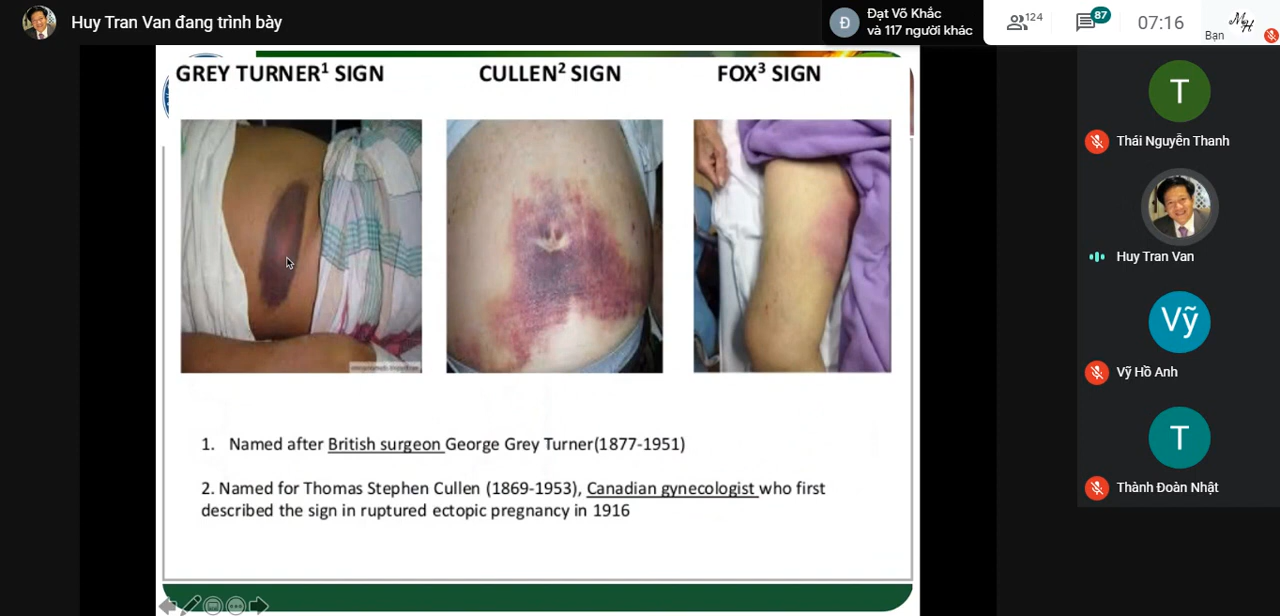 Huy Tran Van đang trình bày
Đ
Đạt Võ Khắc
và 117 người khác
124
87
07:16
Bạn
MH
GREY TURNER¹ SIGN
CULLEN² SIGN
FOX³ SIGN
1. Named after British surgeon George Grey Turner(1877-1951)
2. Named for Thomas Stephen Cullen (1869-1953), Canadian gynecologist who first
described the sign in ruptured ectopic pregnancy in 1916
T
Thái Nguyễn Thanh
Huy Tran Van
Vỹ
Vỹ Hồ Anh
T
Thành Đoàn Nhật